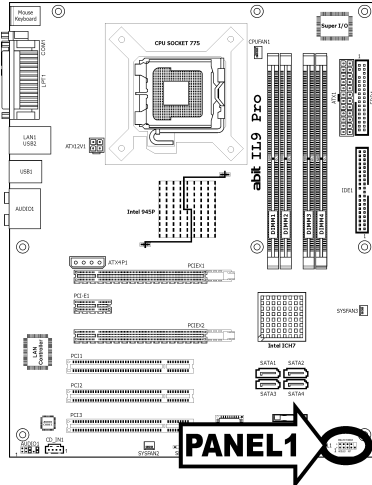 Mouse
Keyboard
COM1
LPT1
LAN1
USB2
USB1
AUDIO1
CPU SOCKET 775
CPUFAN1
Super I/O
ATX1
ATX12V1
abit IL9 Pro
DIMM1
DIMM2
DIMM3
DIMM4
IDE1
Intel 945P
ATX4P1
PCIEX1
PCI-E1
PCIEX2
SYSFAN3
Intel ICH7
LAN
Controller
PCI1
PCI2
PCI3
SATA1
SATA2
SATA3
SATA4
AUDIO1
CD_IN1
SYSFAN2
PANEL1